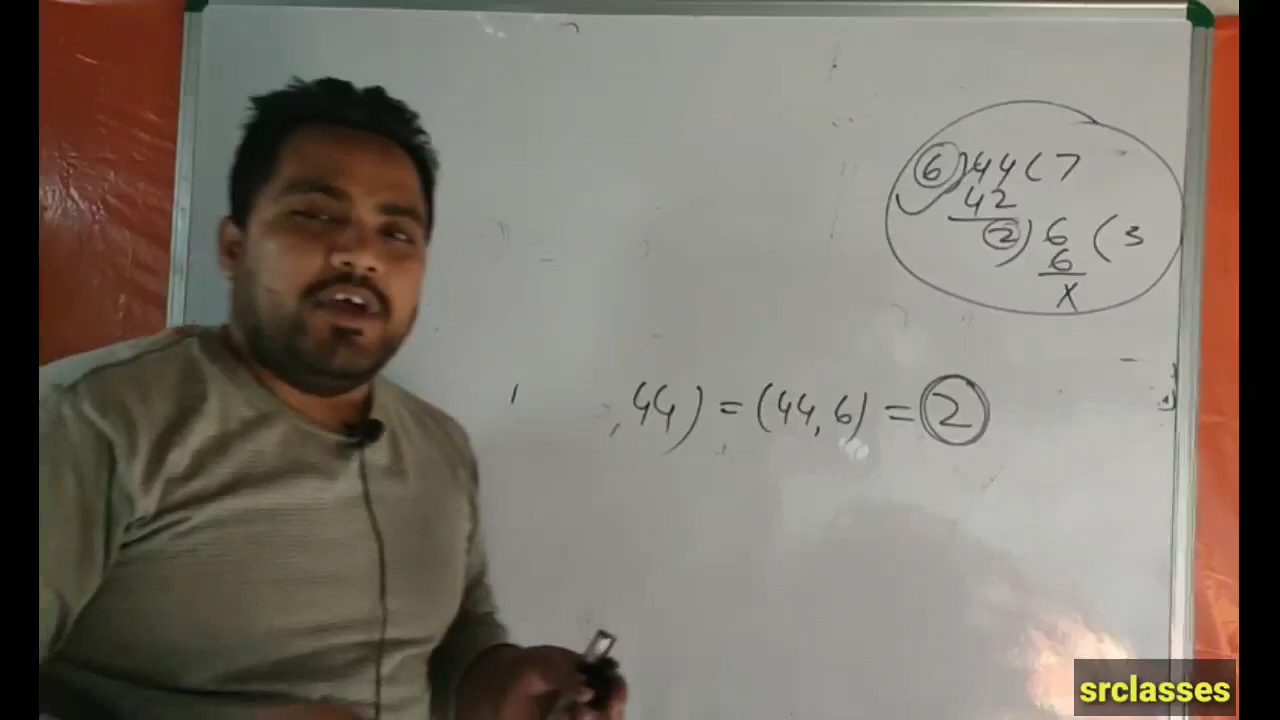 6)44(7
42
2)6(3
6
x
,44) = (44,6) = 2
srclasses